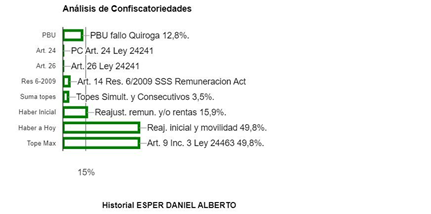 Análisis de Confiscatoriedades
PBU PBU fallo Quiroga 12,8%.
Art. 24 PC Art. 24 Ley 24241
Art. 26 Art. 26 Ley 24241
Res 6-2009 Art. 14 Res. 6/2009 SSS Remuneracion Act
Suma topes Topes Simult. y Consecutivos 3,5%.
Haber Inicial Reajust. remun. y/o rentas 15,9%.
Haber a Hoy Reaj. inicial y movilidad 49,8%.
Tope Max Art. 9 Inc. 3 Ley 24463 49,8%.
15%
Historial ESPER DANIEL ALBERTO